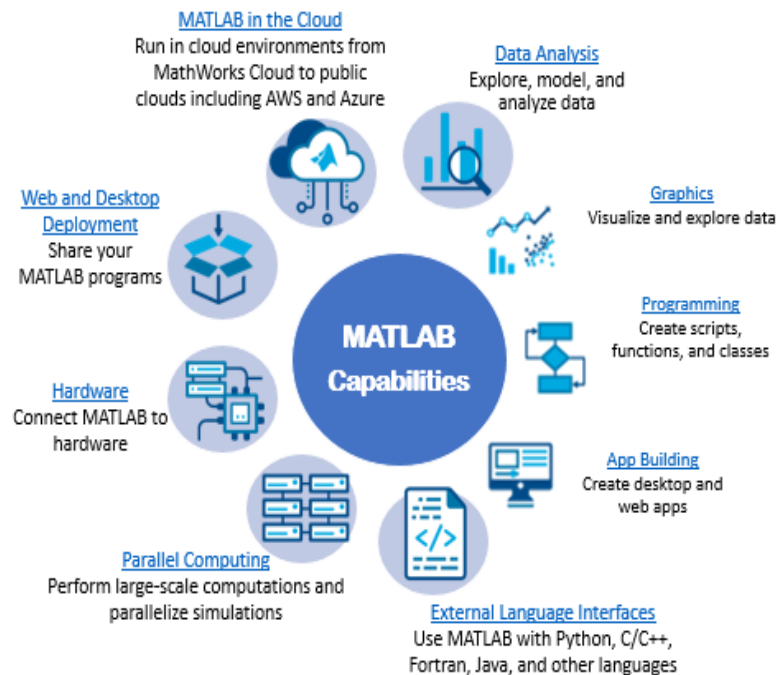 MATLAB in the Cloud
Run in cloud environments from
MathWorks Cloud to public
clouds including AWS and Azure
Data Analysis
Explore, model, and
analyze data
Graphics
Visualize and explore data
Programming
Create scripts,
functions, and classes
App Building
Create desktop and
web apps
External Language Interfaces
Use MATLAB with Python, C/C++,
Fortran, Java, and other languages
Parallel Computing
Perform large-scale computations and
parallelize simulations
Hardware
Connect MATLAB to
hardware
Web and Desktop
Deployment
Share your
MATLAB programs
MATLAB
Capabilities